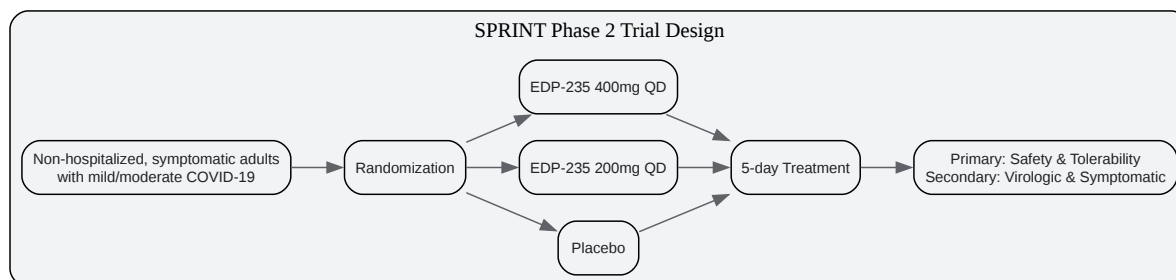 SPRINT Phase 2 Trial Design
Non-hospitalized, symptomatic adults
with mild/moderate COVID-19
Randomization
EDP-235 400mg QD
EDP-235 200mg QD
Placebo
5-day Treatment
Primary: Safety & Tolerability
Secondary: Virologic & Symptomatic